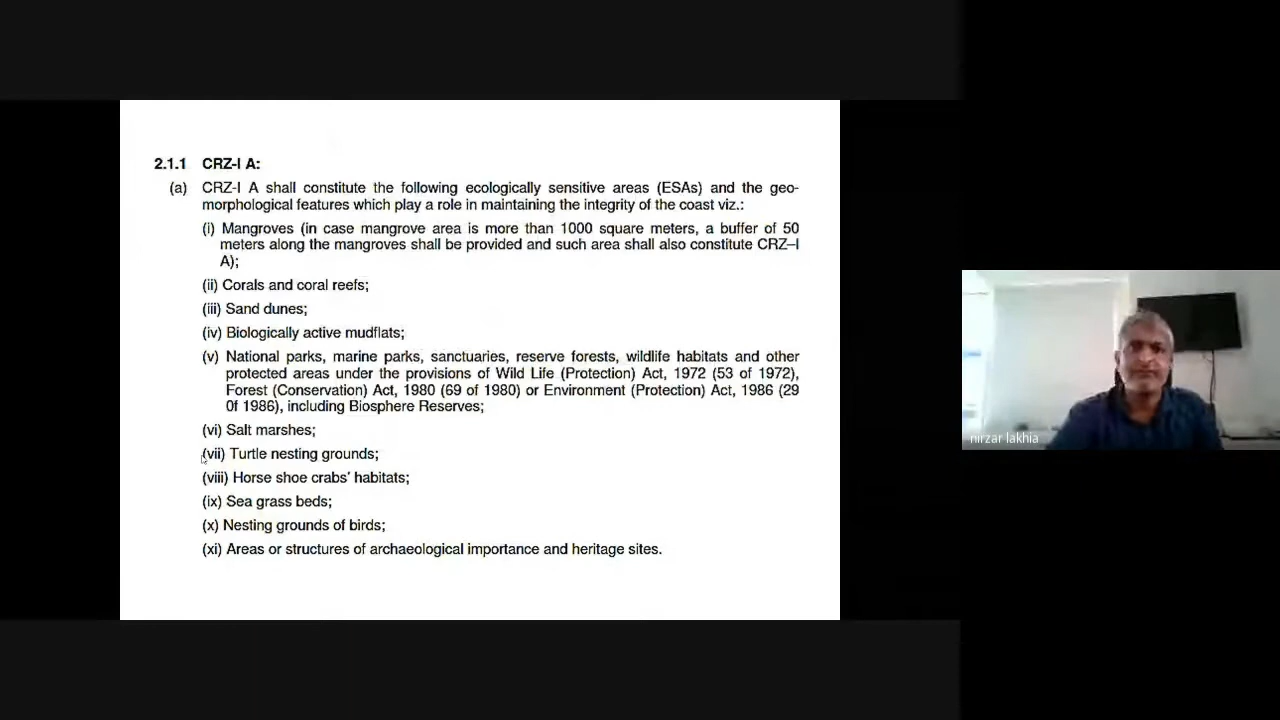 2.1.1 CRZ-I A:
(a) CRZ-I A shall constitute the following ecologically sensitive areas (ESAs) and the geo-
morphological features which play a role in maintaining the integrity of the coast viz.:
(i) Mangroves (in case mangrove area is more than 1000 square meters, a buffer of 50
meters along the mangroves shall be provided and such area shall also constitute CRZ–I
A);
(ii) Corals and coral reefs;
(iii) Sand dunes;
(iv) Biologically active mudflats;
(v) National parks, marine parks, sanctuaries, reserve forests, wildlife habitats and other
protected areas under the provisions of Wild Life (Protection) Act, 1972 (53 of 1972),
Forest (Conservation) Act, 1980 (69 of 1980) or Environment (Protection) Act, 1986 (29
0f 1986), including Biosphere Reserves;
(vi) Salt marshes;
(vii) Turtle nesting grounds;
(viii) Horse shoe crabs' habitats;
(ix) Sea grass beds;
(x) Nesting grounds of birds;
(xi) Areas or structures of archaeological importance and heritage sites.
nirzar lakhia